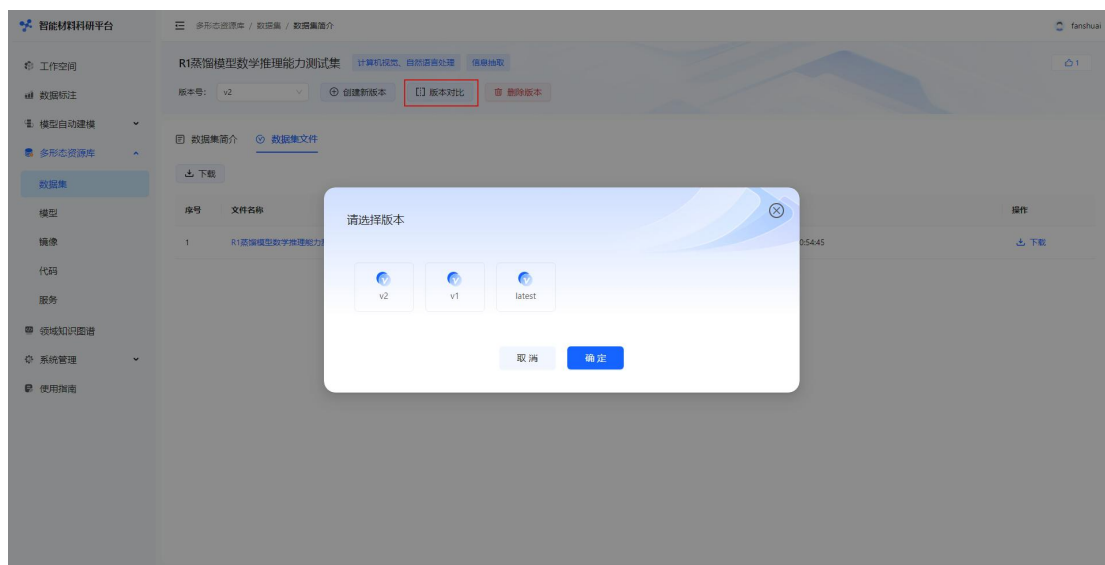 智能材料科研平台
多形态资源库 / 数据集 / 数据集简介
fanshuai
工作空间
数据标注
模型自动建模
多形态资源库
数据集
模型
镜像
代码
服务
领域知识图谱
系统管理
使用指南
R1蒸馏模型数学推理能力测试集 计算机视觉、自然语言处理 信息抽取
1
版本号: v2 创建新版本 版本对比 删除版本
数据集简介 数据集文件
下载
序号 文件名称 操作
1 R1蒸馏模型数学推理能力 0:54:45 下载
请选择版本
v2 v1 latest
取消 确定